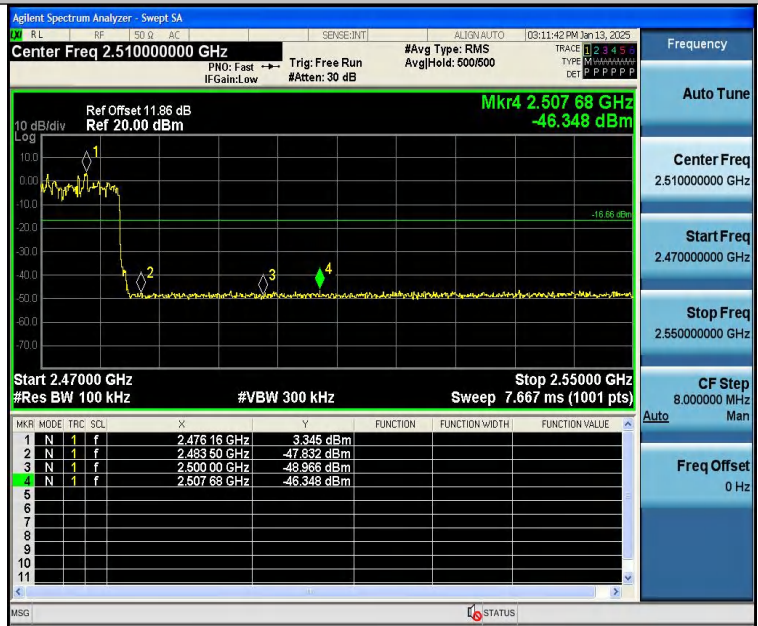 Agilent Spectrum Analyzer - Swept SA
LXI RL RF 50 Ω AC SENSE:INT ALIGN AUTO 03:11:42 PM Jan 13, 2025
Center Freq 2.510000000 GHz
PNO: Fast
IFGain:Low
Trig: Free Run
#Atten: 30 dB
#Avg Type: RMS
Avg|Hold: 500/500
TRACE 1 2 3 4 5 6
TYPE M
DET P P P P P P
Mkr4 2.507 68 GHz
-46.348 dBm
Ref Offset 11.86 dB
Ref 20.00 dBm
10 dB/div
Log
10.0
0.00
-10.0
-20.0
-30.0
-40.0
-50.0
-60.0
-70.0
1
2
3
4
-16.66 dBm
Start 2.47000 GHz Stop 2.55000 GHz
#Res BW 100 kHz #VBW 300 kHz Sweep 7.667 ms (1001 pts)
MKR MODE TRC SCL X Y FUNCTION FUNCTION WIDTH FUNCTION VALUE
1 N 1 f 2.476 16 GHz 3.345 dBm
2 N 1 f 2.483 50 GHz -47.832 dBm
3 N 1 f 2.500 00 GHz -48.966 dBm
4 N 1 f 2.507 68 GHz -46.348 dBm
5
6
7
8
9
10
11
MSG STATUS
Frequency
Auto Tune
Center Freq
2.510000000 GHz
Start Freq
2.470000000 GHz
Stop Freq
2.550000000 GHz
CF Step
8.000000 MHz
Auto Man
Freq Offset
0 Hz